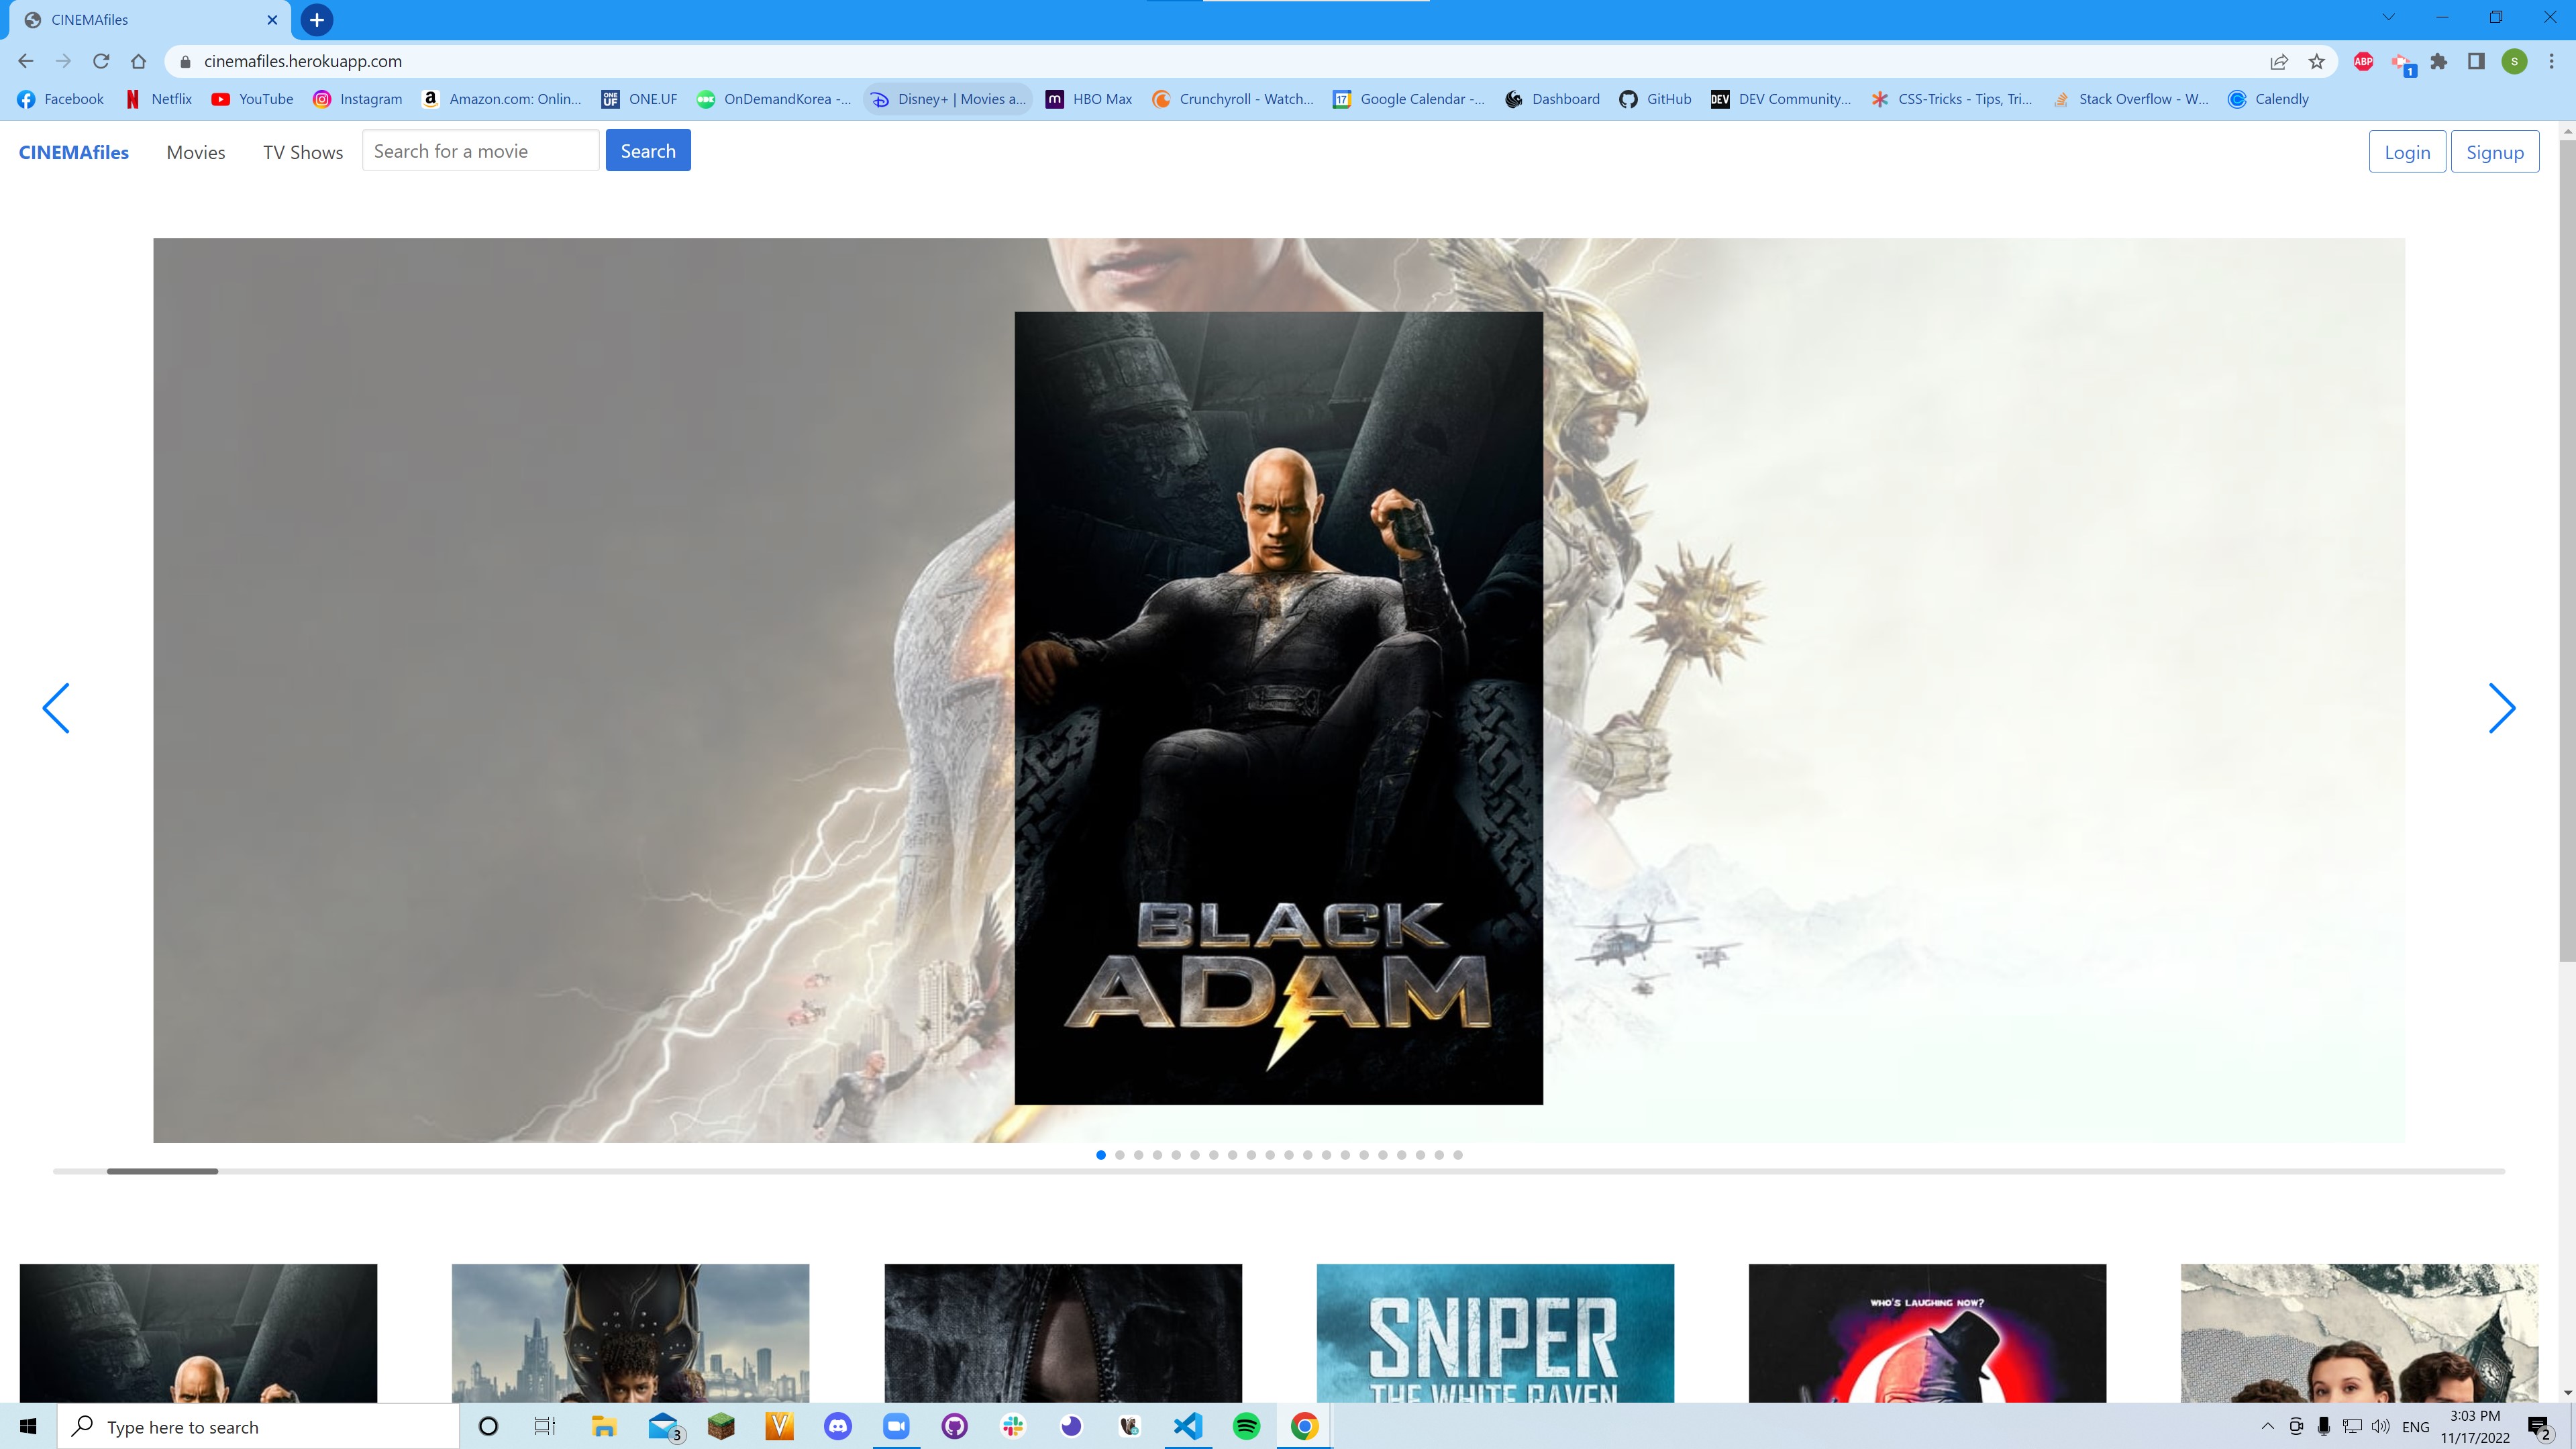 CINEMAfiles
cinemafiles.herokuapp.com
ABP
1
S
Facebook
Netflix
YouTube
Instagram
Amazon.com: Onlin...
ONE.UF
OnDemandKorea -...
Disney+ | Movies a...
HBO Max
Crunchyroll - Watch...
Google Calendar -...
Dashboard
GitHub
DEV Community...
CSS-Tricks - Tips, Tri...
Stack Overflow - W...
Calendly
CINEMAfiles
Movies
TV Shows
Search for a movie
Search
Login
Signup
BLACK
ADAM
WHO'S LAUGHING NOW?
SNIPER
THE WHITE RAVEN
Type here to search
3
ENG
3:03 PM
11/17/2022
2